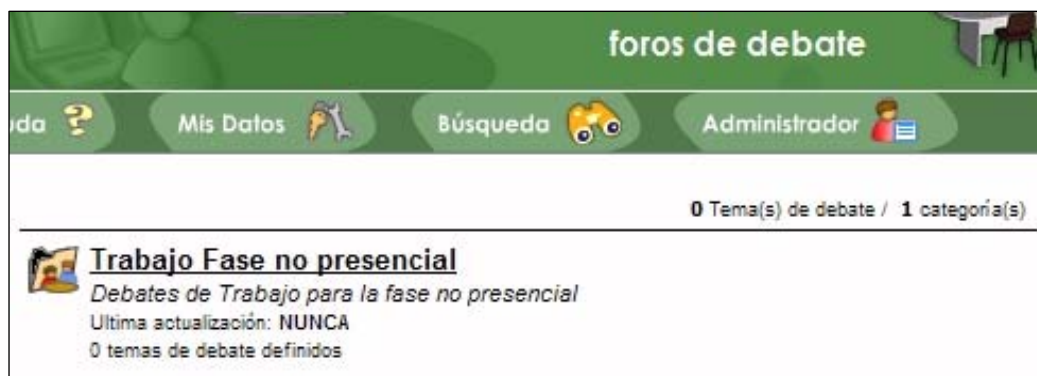 foros de debate
Mis Datos
Búsqueda
Administrador
0 Tema(s) de debate / 1 categoría(s)
Trabajo Fase no presencial
Debates de Trabajo para la fase no presencial
Ultima actualización: NUNCA
0 temas de debate definidos